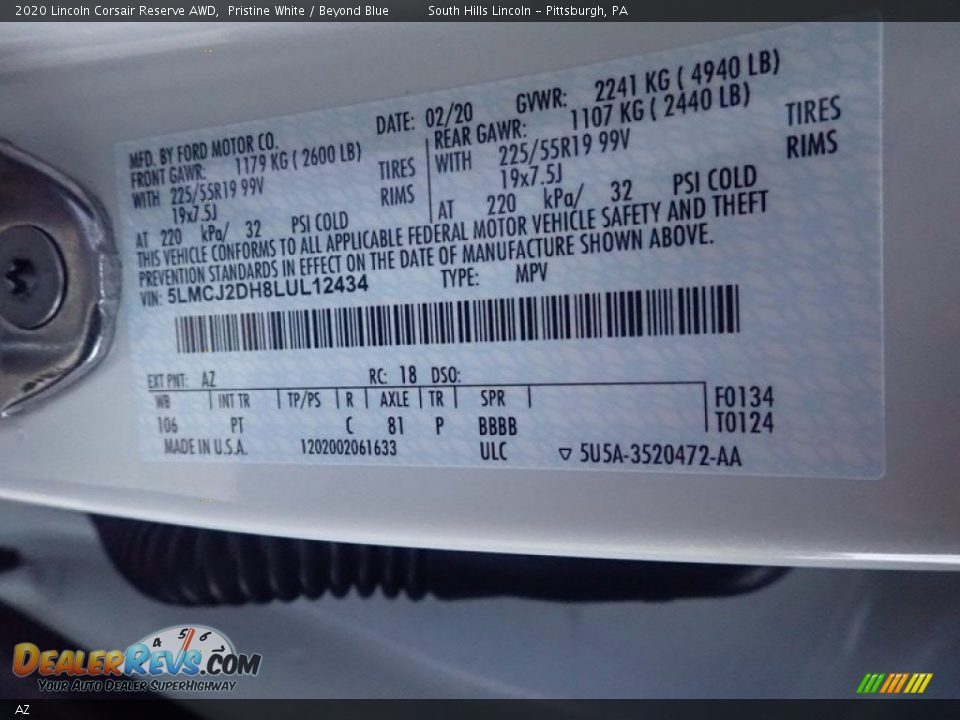 2020 Lincoln Corsair Reserve AWD, Pristine White / Beyond Blue South Hills Lincoln - Pittsburgh, PA
MFD. BY FORD MOTOR CO. DATE: 02/20 GVWR: 2241 KG ( 4940 LB)
FRONT GAWR: 1179 KG ( 2600 LB) REAR GAWR: 1107 KG ( 2440 LB)
WITH 225/55R19 99V TIRES WITH 225/55R19 99V TIRES
19x7.5J RIMS 19x7.5J RIMS
AT 220 kPa/ 32 PSI COLD AT 220 kPa/ 32 PSI COLD
THIS VEHICLE CONFORMS TO ALL APPLICABLE FEDERAL MOTOR VEHICLE SAFETY AND THEFT
PREVENTION STANDARDS IN EFFECT ON THE DATE OF MANUFACTURE SHOWN ABOVE.
VIN: 5LMCJ2DH8LUL12434 TYPE: MPV
EXT PNT: AZ RC: 18 DSO:
WB INT TR TP/PS R AXLE TR SPR F0134
106 PT C 81 P BBBB T0124
MADE IN U.S.A. 1202002061633 ULC ▽ 5U5A-3520472-AA
4 5 6
DEALERREVS.COM
YOUR AUTO DEALER SUPERHIGHWAY
AZ